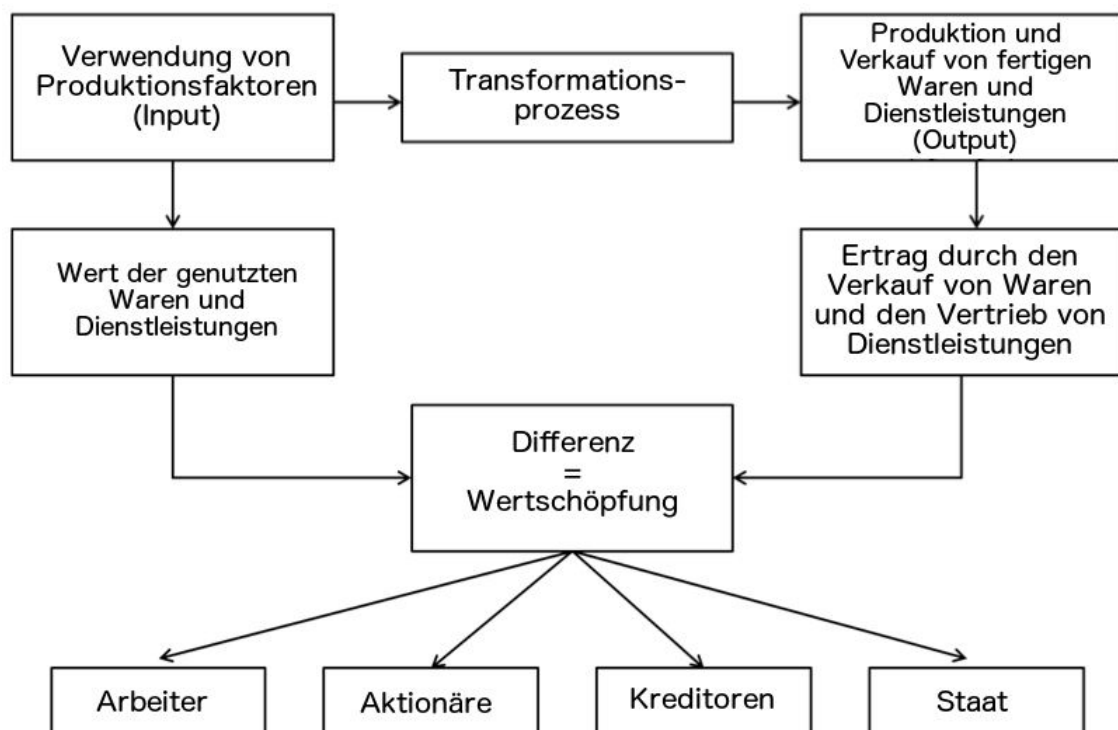 Verwendung von
Produktionsfaktoren
(Input)
Transformations-
prozess
Produktion und
Verkauf von fertigen
Waren und
Dienstleistungen
(Output)
Wert der genutzten
Waren und
Dienstleistungen
Ertrag durch den
Verkauf von Waren
und den Vertrieb von
Dienstleistungen
Differenz
=
Wertschöpfung
Arbeiter
Aktionäre
Kreditoren
Staat